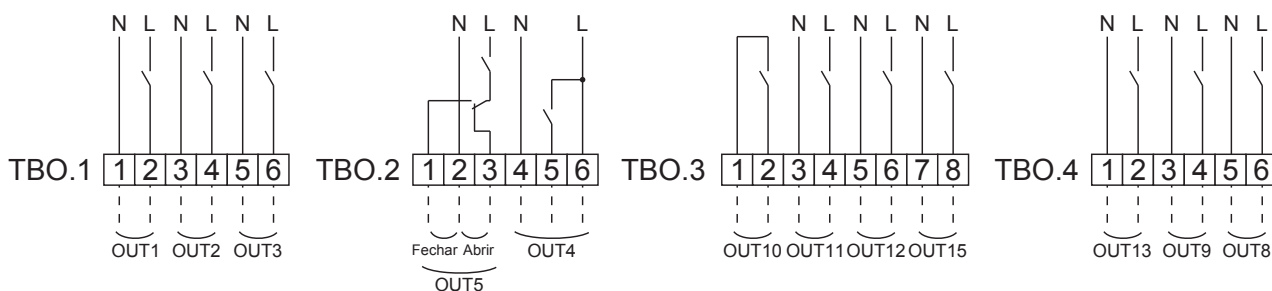 N L N L N L
N L N L
N L N L N L
N L N L N L
TBO.1 1 2 3 4 5 6
TBO.2 1 2 3 4 5 6
TBO.3 1 2 3 4 5 6 7 8
TBO.4 1 2 3 4 5 6
OUT1 OUT2 OUT3
Fechar Abrir OUT4
OUT5
OUT10 OUT11 OUT12 OUT15
OUT13 OUT9 OUT8